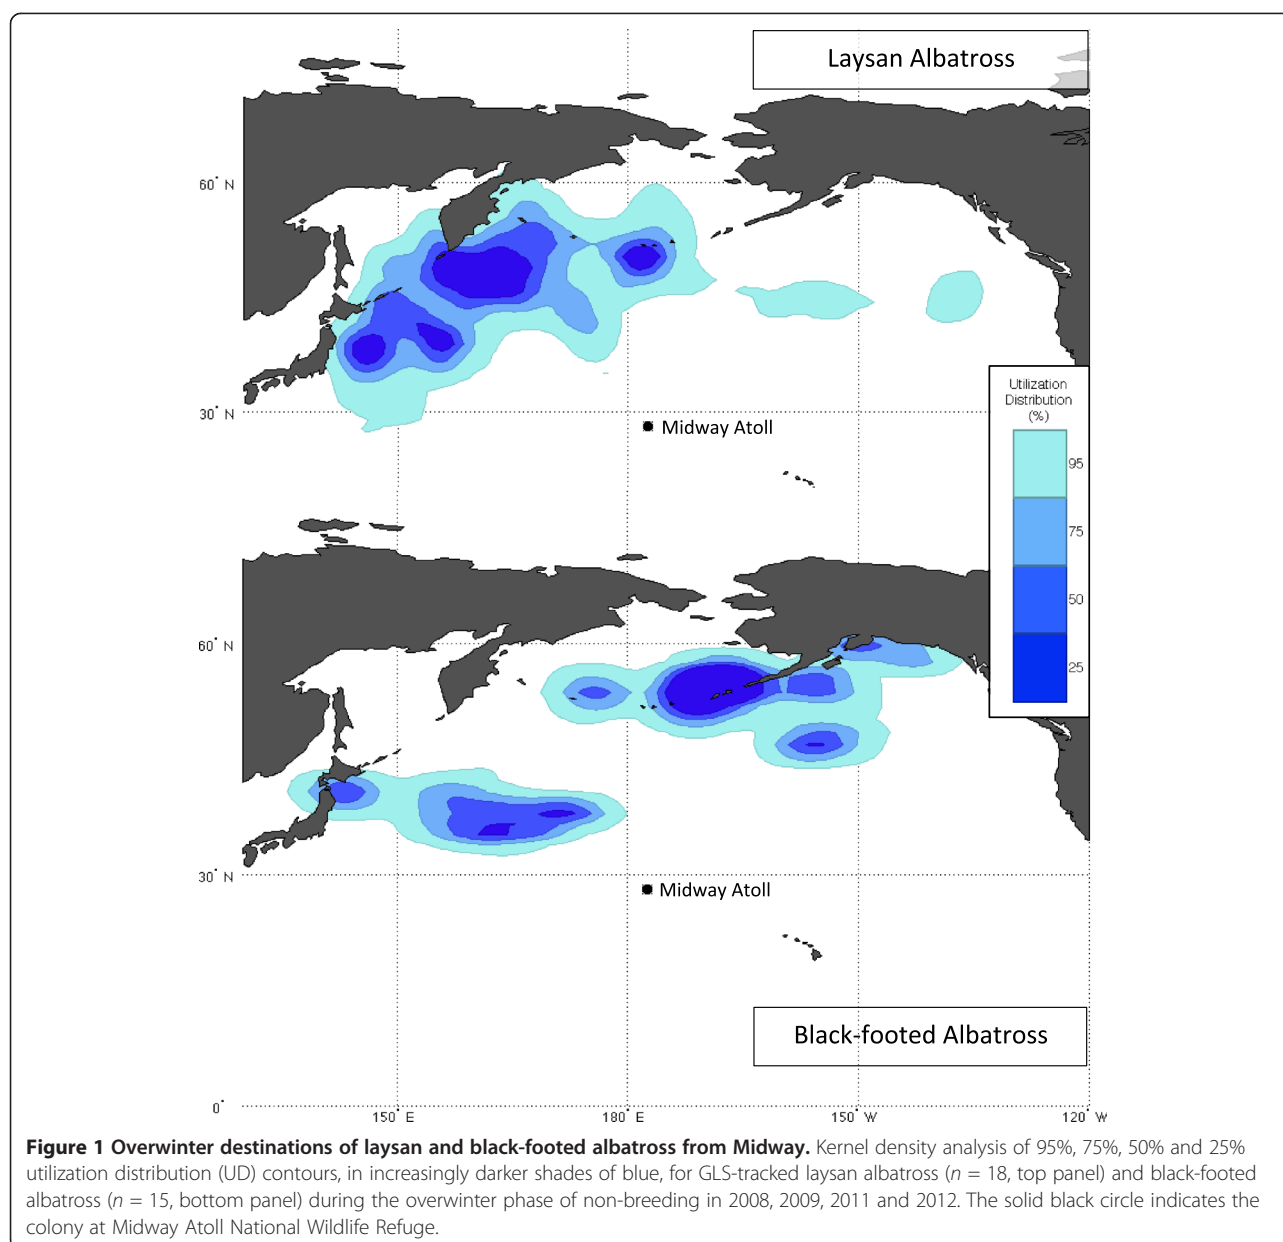 Laysan Albatross
60° N
Utilization
Distribution
(%)
95
75
50
25
30° N
Midway Atoll
60° N
30° N
Midway Atoll
Black-footed Albatross
0°
150° E
180° E
150° W
120° W
Figure 1 Overwinter destinations of laysan and black-footed albatross from Midway. Kernel density analysis of 95%, 75%, 50% and 25%
utilization distribution (UD) contours, in increasingly darker shades of blue, for GLS-tracked laysan albatross (n = 18, top panel) and black-footed
albatross (n = 15, bottom panel) during the overwinter phase of non-breeding in 2008, 2009, 2011 and 2012. The solid black circle indicates the
colony at Midway Atoll National Wildlife Refuge.